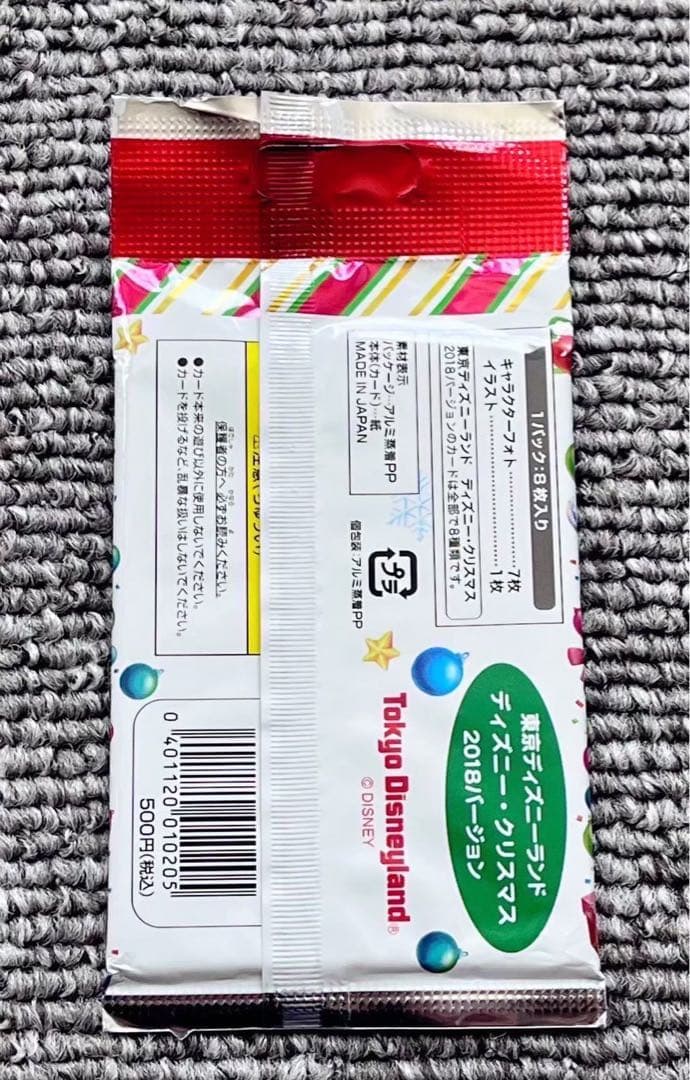 1パック：8枚入り
キャラクターフォト……………7枚
イラスト………………………1枚
東京ディズニーランド ディズニー・クリスマス
2018バージョンのカードは全部で8種類です。
素材表示
パッケージ…アルミ蒸着PP
本体(カード)…紙
MADE IN JAPAN
プラ
個包装：アルミ蒸着PP
東京ディズニーランド
ディズニー・クリスマス
2018バージョン
Tokyo Disneyland®
© DISNEY
保護者の方へ 必ずお読みください。
●カード本来の遊び以外に使用しないでください。
●カードを投げるなど、乱暴な扱いはしないでください。
0 401120 010205
500円(税込)